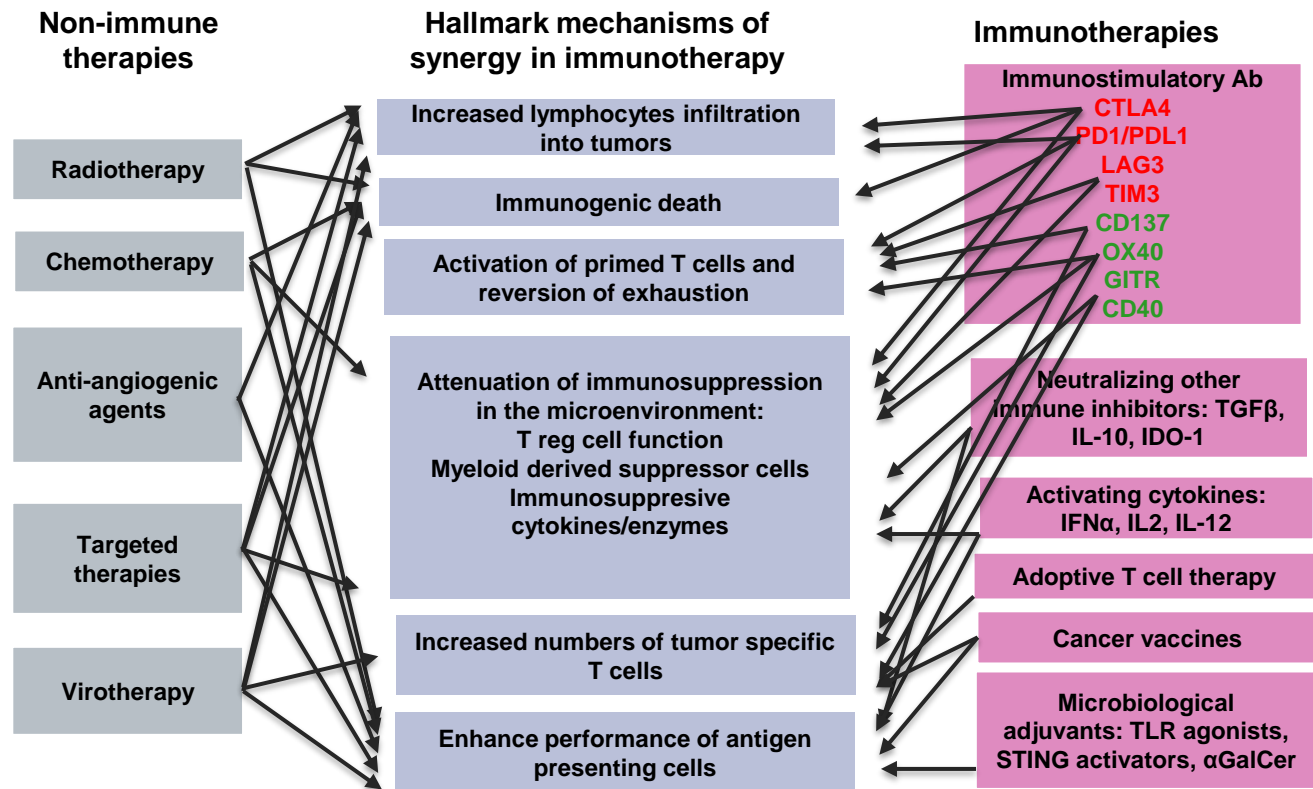 Non-immune
therapies
Radiotherapy
Chemotherapy
Anti-angiogenic
agents
Targeted
therapies
Virotherapy
Hallmark mechanisms of
synergy in immunotherapy
Increased lymphocytes infiltration
into tumors
Immunogenic death
Activation of primed T cells and
reversion of exhaustion
Attenuation of immunosuppression
in the microenvironment:
T reg cell function
Myeloid derived suppressor cells
Immunosuppresive
cytokines/enzymes
Increased numbers of tumor specific
T cells
Enhance performance of antigen
presenting cells
Immunotherapies
Immunostimulatory Ab
CTLA4
PD1/PDL1
LAG3
TIM3
CD137
OX40
GITR
CD40
Neutralizing other
immune inhibitors: TGFβ,
IL-10, IDO-1
Activating cytokines:
IFNα, IL2, IL-12
Adoptive T cell therapy
Cancer vaccines
Microbiological
adjuvants: TLR agonists,
STING activators, αGalCer